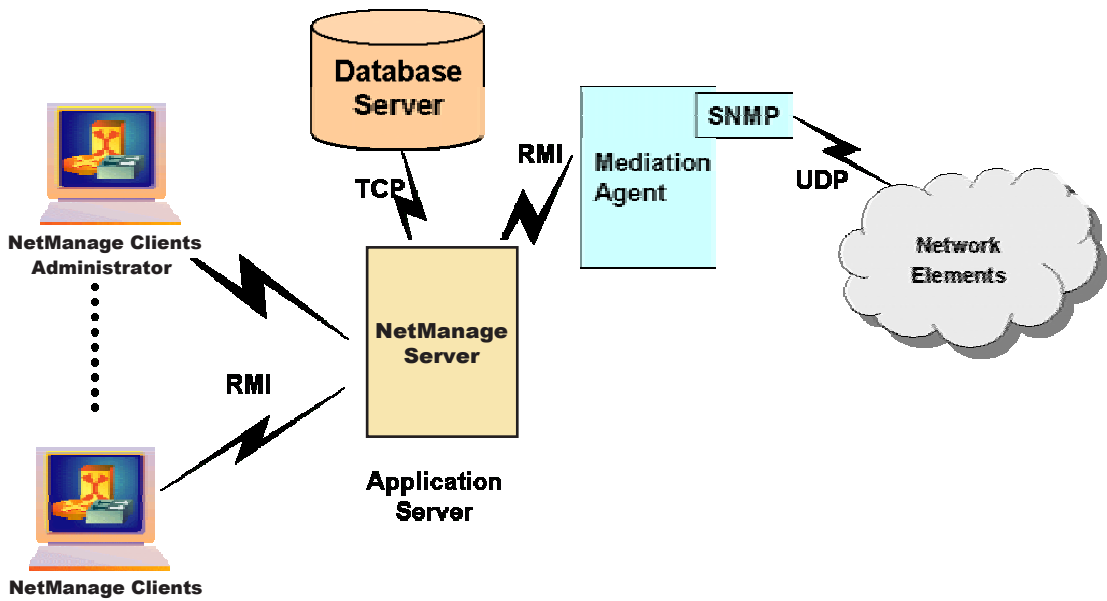 Database
Server
SNMP
RMI
Mediation
Agent
TCP
UDP
NetManage Clients
Administrator
Network
Elements
NetManage
Server
RMI
Application
Server
NetManage Clients